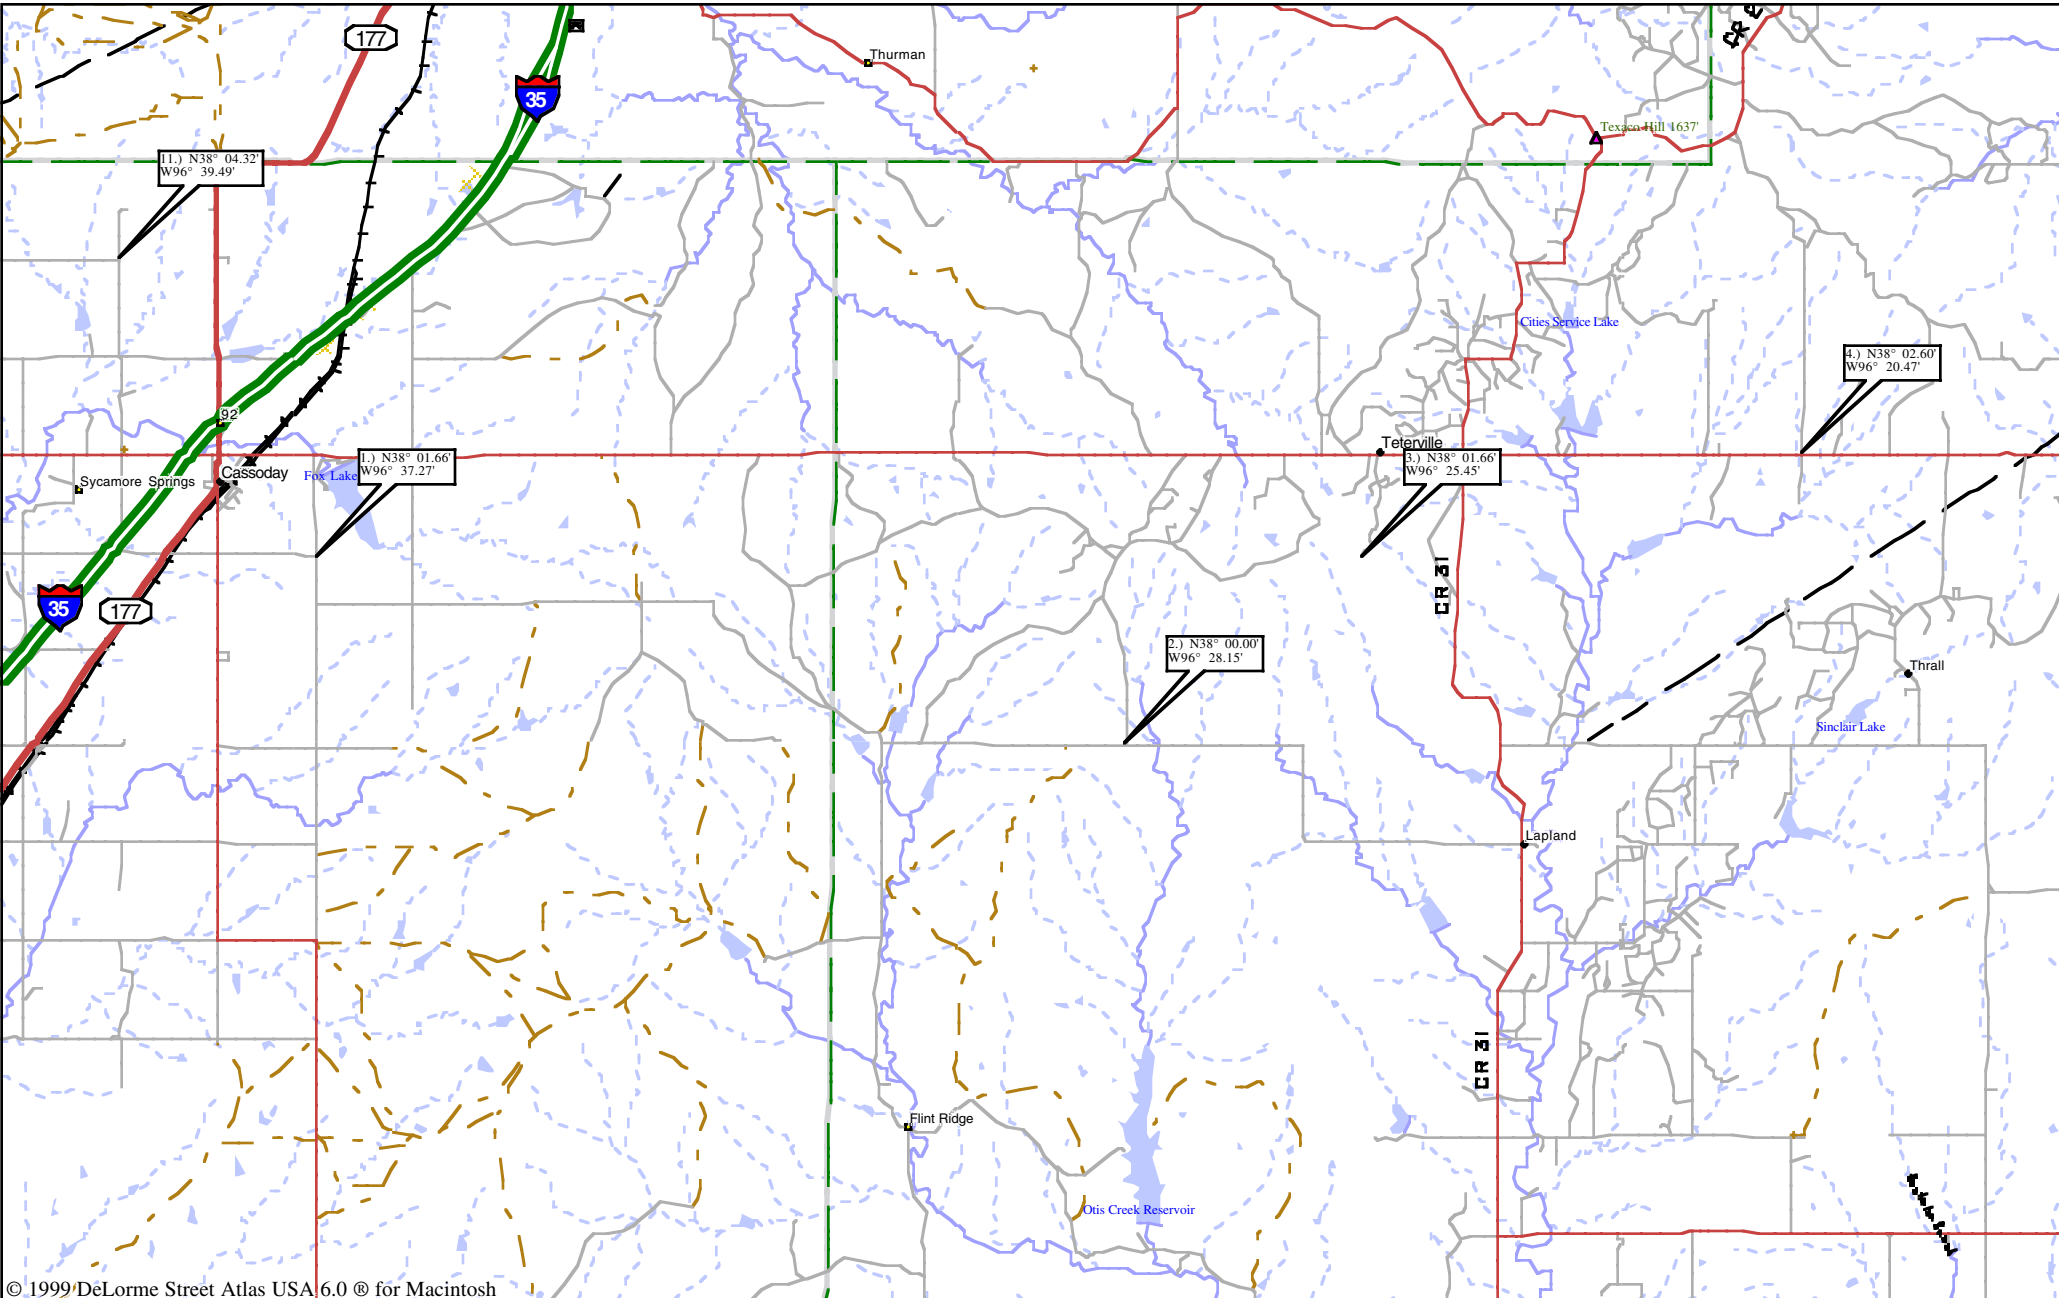 177
35
Thurman
Texaco Hill 1637'
11.) N38° 04.32'
W96° 39.49'
Cities Service Lake
4.) N38° 02.60'
W96° 20.47'
92
Teterville
1.) N38° 01.66'
W96° 37.27'
3.) N38° 01.66'
W96° 25.45'
Cassoday
Fox Lake
Sycamore Springs
CR 31
35
177
2.) N38° 00.00'
W96° 28.15'
Thrall
Sinclair Lake
Lapland
CR 31
Flint Ridge
Otis Creek Reservoir
© 1999 DeLorme Street Atlas USA 6.0 ® for Macintosh